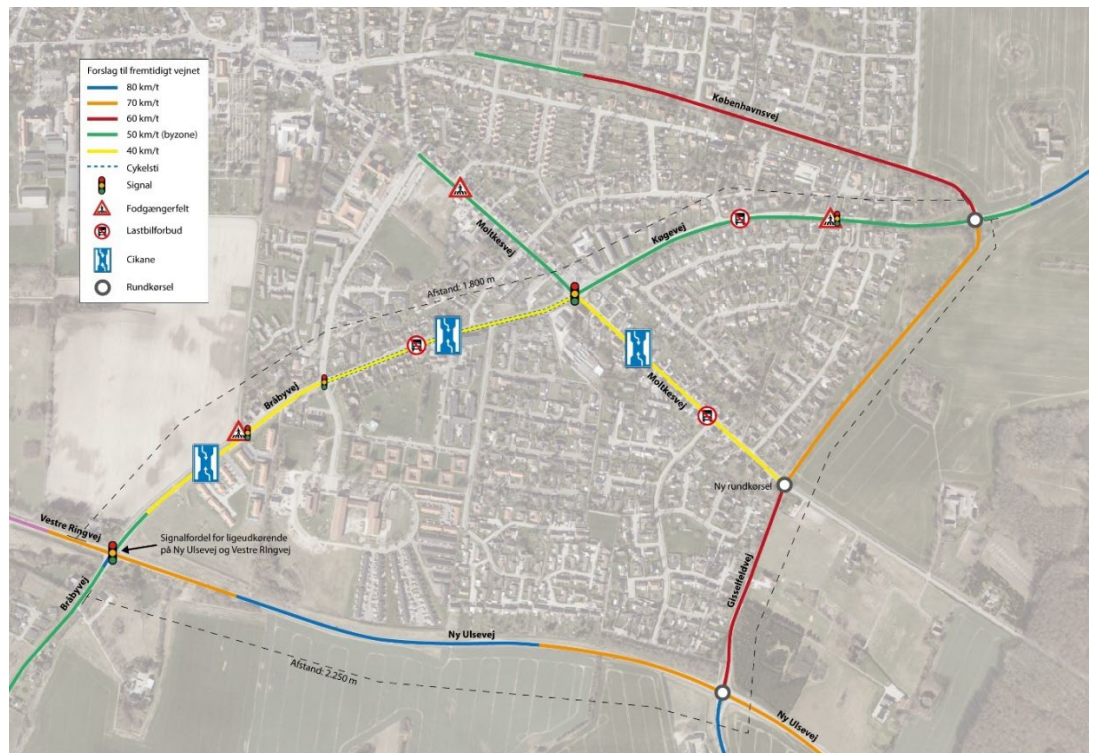 Forslag til fremtidigt vejnet
80 km/t
70 km/t
60 km/t
50 km/t (byzone)
40 km/t
Cykelsti
Signal
Fodgængerfelt
Lastbilforbud
Cikane
Rundkørsel
Københavnsvej
Moltkesvej
Køgevej
Afstand: 1.800 m
Moltkesvej
Bråbyvej
Ny rundkørsel
Vestre Ringvej
Signalfordel for ligeudkørende
på Ny Ulsevej og Vestre RIngvej
Bråbyvej
Gisselfeldvej
Ny Ulsevej
Afstand: 2.250 m
Ny Ulsevej